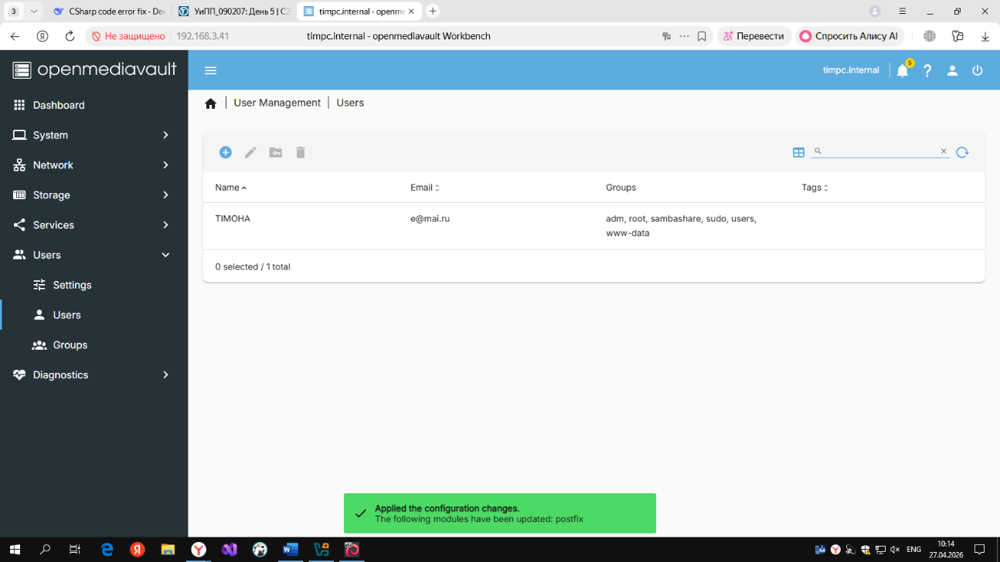 3
CSharp code error fix - Dee
УиПП_090207: День 5 | СЭ
timpc.internal - openme
Не защищено
192.168.3.41
timpc.internal - openmediavault Workbench
Перевести
Спросить Алису AI
openmediavault
timpc.internal
5
Dashboard
System
Network
Storage
Services
Users
Settings
Users
Groups
Diagnostics
User Management
Users
Name
Email
Groups
Tags
TIMOHA
e@mai.ru
adm, root, sambashare, sudo, users,
www-data
0 selected / 1 total
Applied the configuration changes.
The following modules have been updated: postfix
ENG
10:14
27.04.2026